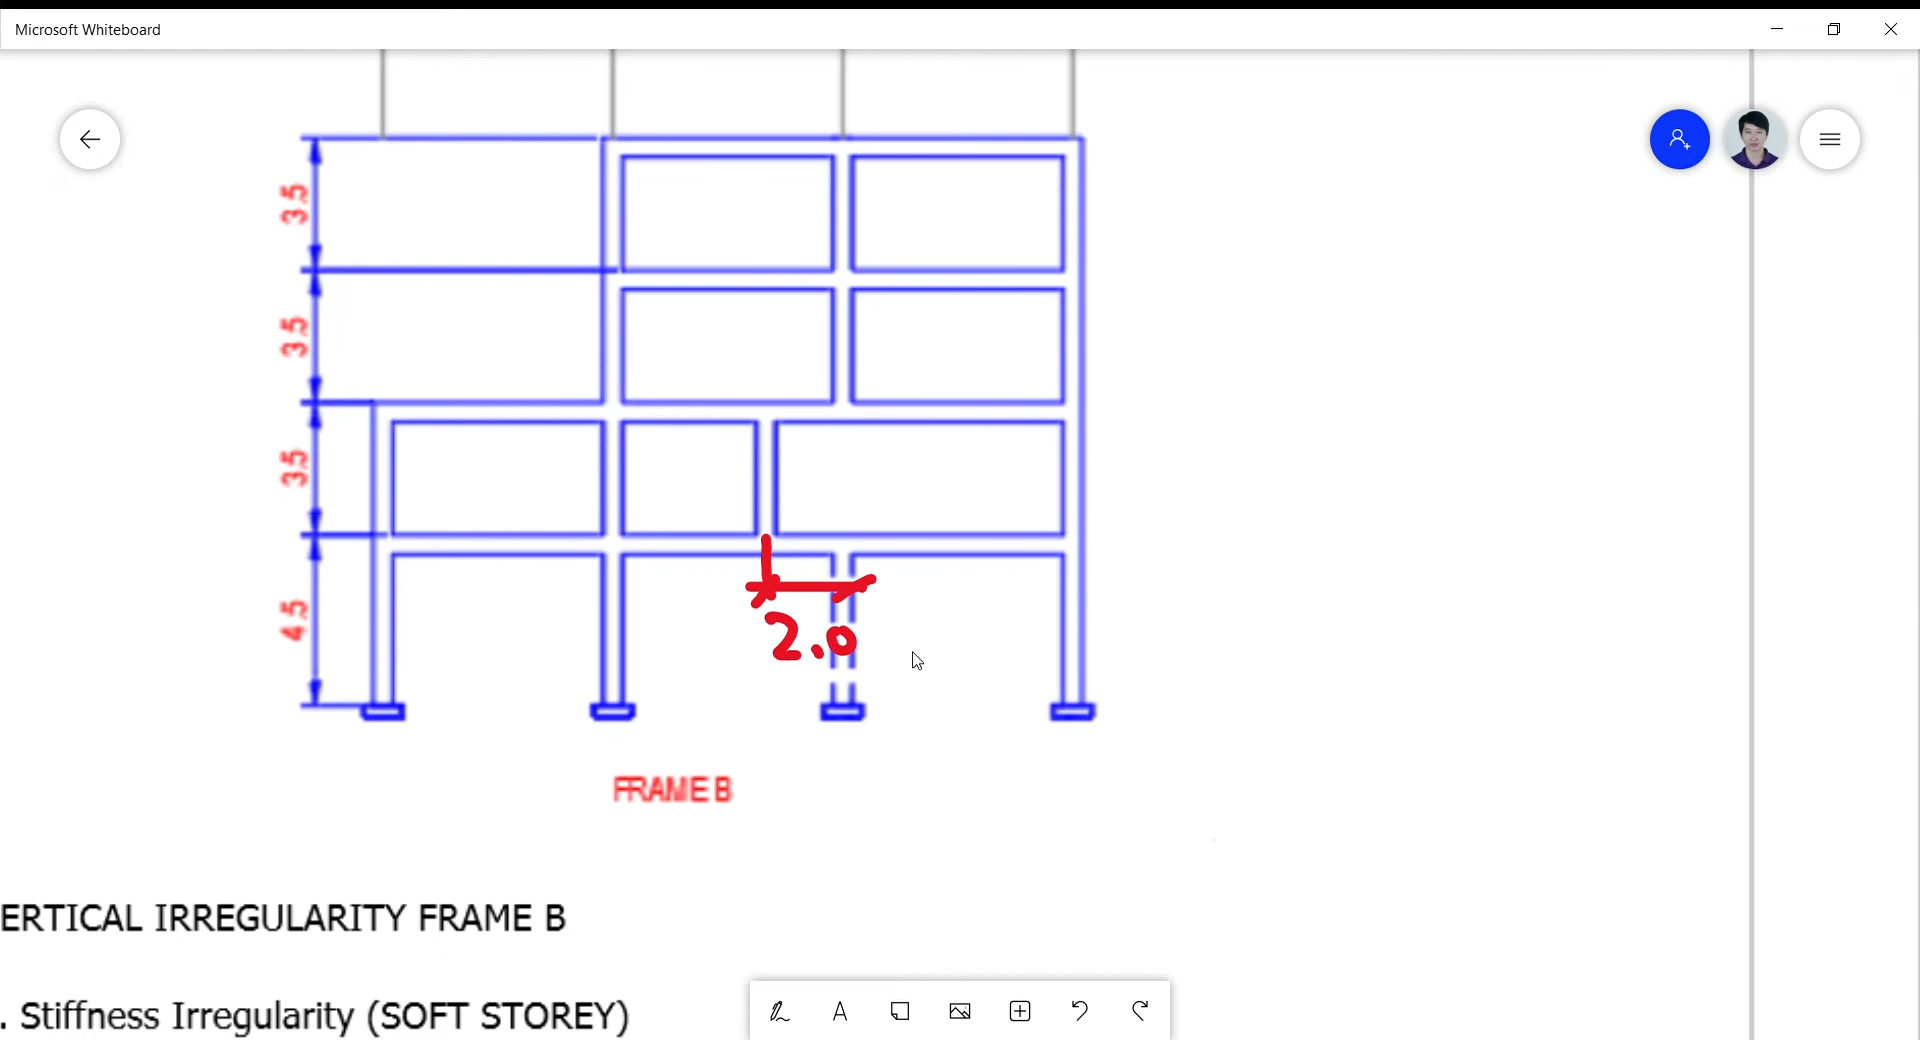 Microsoft Whiteboard
3.5
3.5
3.5
4.5
2.0
FRAME B
ERTICAL IRREGULARITY FRAME B
. Stiffness Irregularity (SOFT STOREY)